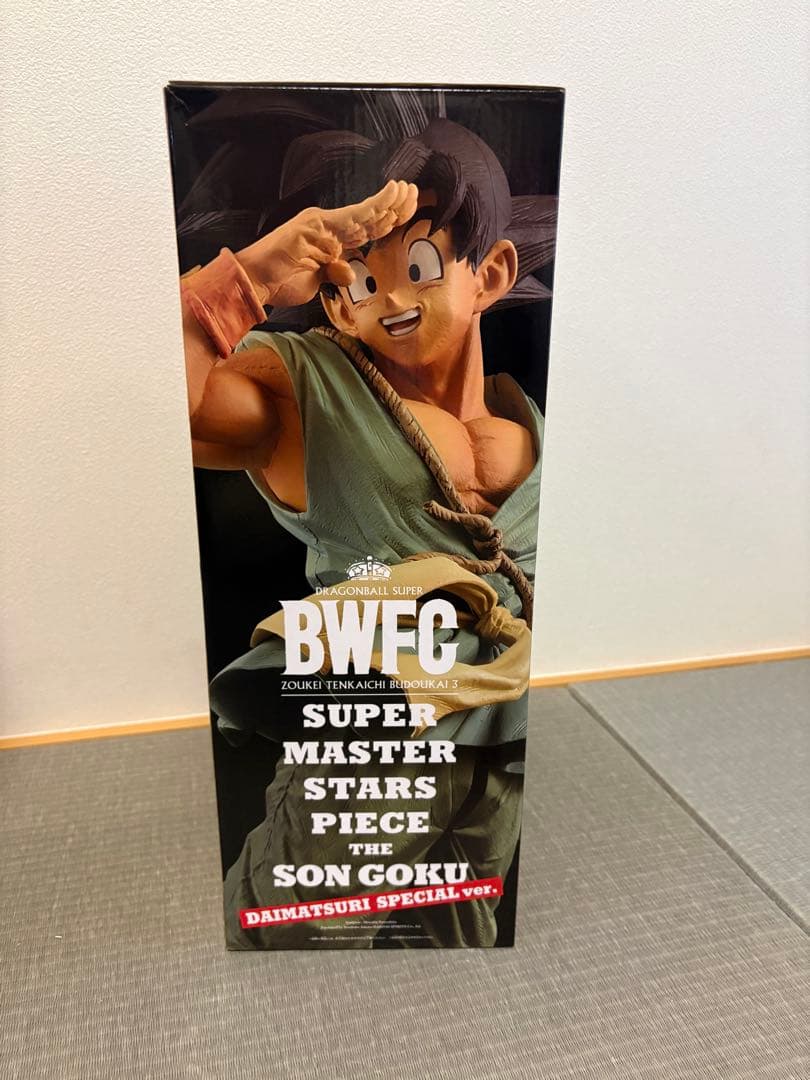 DRAGONBALL SUPER
BWFC
ZOUKEI TENKAICHI BUDOUKAI 3
SUPER
MASTER
STARS
PIECE
THE
SON GOKU
DAIMATSURI SPECIAL ver.